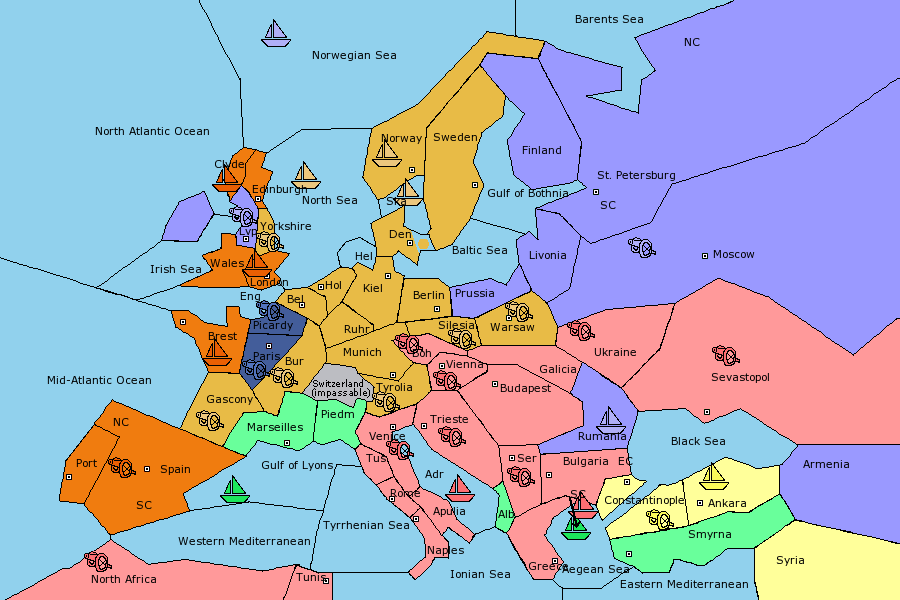 Barents Sea
NC
Norwegian Sea
North Atlantic Ocean
Norway
Sweden
Finland
Clyde
St. Petersburg
Edinburgh
North Sea
Ska
Gulf of Bothnia
SC
Yorkshire
Lvp
Den
Baltic Sea
Livonia
Moscow
Hel
Irish Sea
Wales
London
Eng
Bel
Hol
Kiel
Berlin
Prussia
Picardy
Ruhr
Silesia
Warsaw
Brest
Paris
Bur
Munich
Boh
Ukraine
Vienna
Galicia
Sevastopol
Mid-Atlantic Ocean
Switzerland
(impassable)
Tyrolia
Budapest
Gascony
Marseilles
Piedm
NC
Trieste
Venice
Rumania
Black Sea
Port
Spain
Gulf of Lyons
Tus
Ser
Bulgaria
EC
Armenia
Adr
SC
Rome
SC
Constantinople
Ankara
Apulia
Alb
Tyrrhenian Sea
Western Mediterranean
Smyrna
Naples
North Africa
Tunis
Ionian Sea
Greece
Aegean Sea
Syria
Eastern Mediterranean